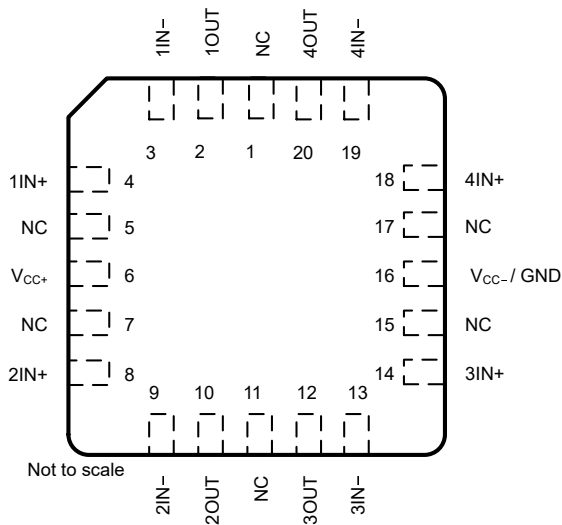 1IN−
1OUT
NC
4OUT
4IN−
3
2
1
20
19
1IN+
4
18
4IN+
NC
5
17
NC
VCC+
6
16
VCC− / GND
NC
7
15
NC
2IN+
8
14
3IN+
9
10
11
12
13
Not to scale
2IN−
2OUT
NC
3OUT
3IN−